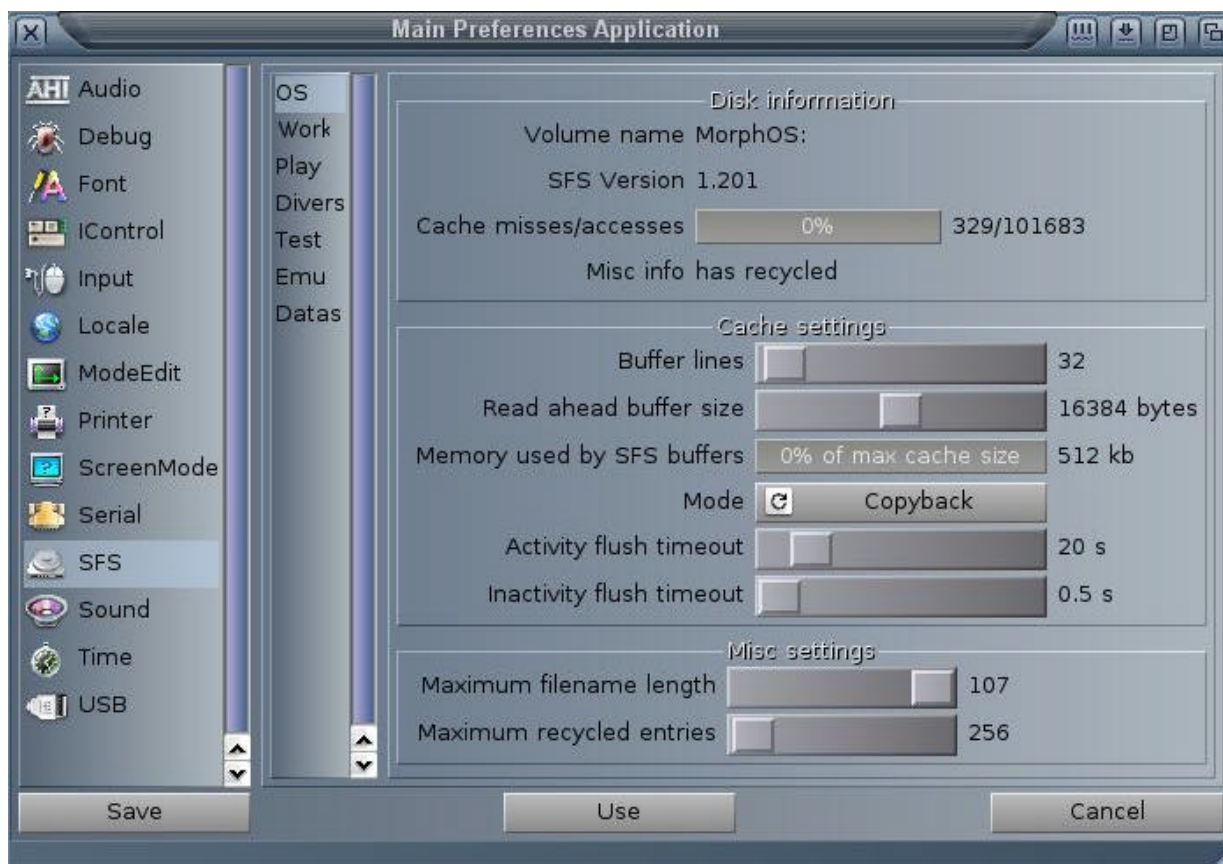 Main Preferences Application
AHI Audio
Debug
Font
IControl
Input
Locale
ModeEdit
Printer
ScreenMode
Serial
SFS
Sound
Time
USB
OS
Work
Play
Divers
Test
Emu
Datas
Disk information
Volume name MorphOS:
SFS Version 1.201
Cache misses/accesses 0% 329/101683
Misc info has recycled
Cache settings
Buffer lines 32
Read ahead buffer size 16384 bytes
Memory used by SFS buffers 0% of max cache size 512 kb
Mode Copyback
Activity flush timeout 20 s
Inactivity flush timeout 0.5 s
Misc settings
Maximum filename length 107
Maximum recycled entries 256
Save Use Cancel